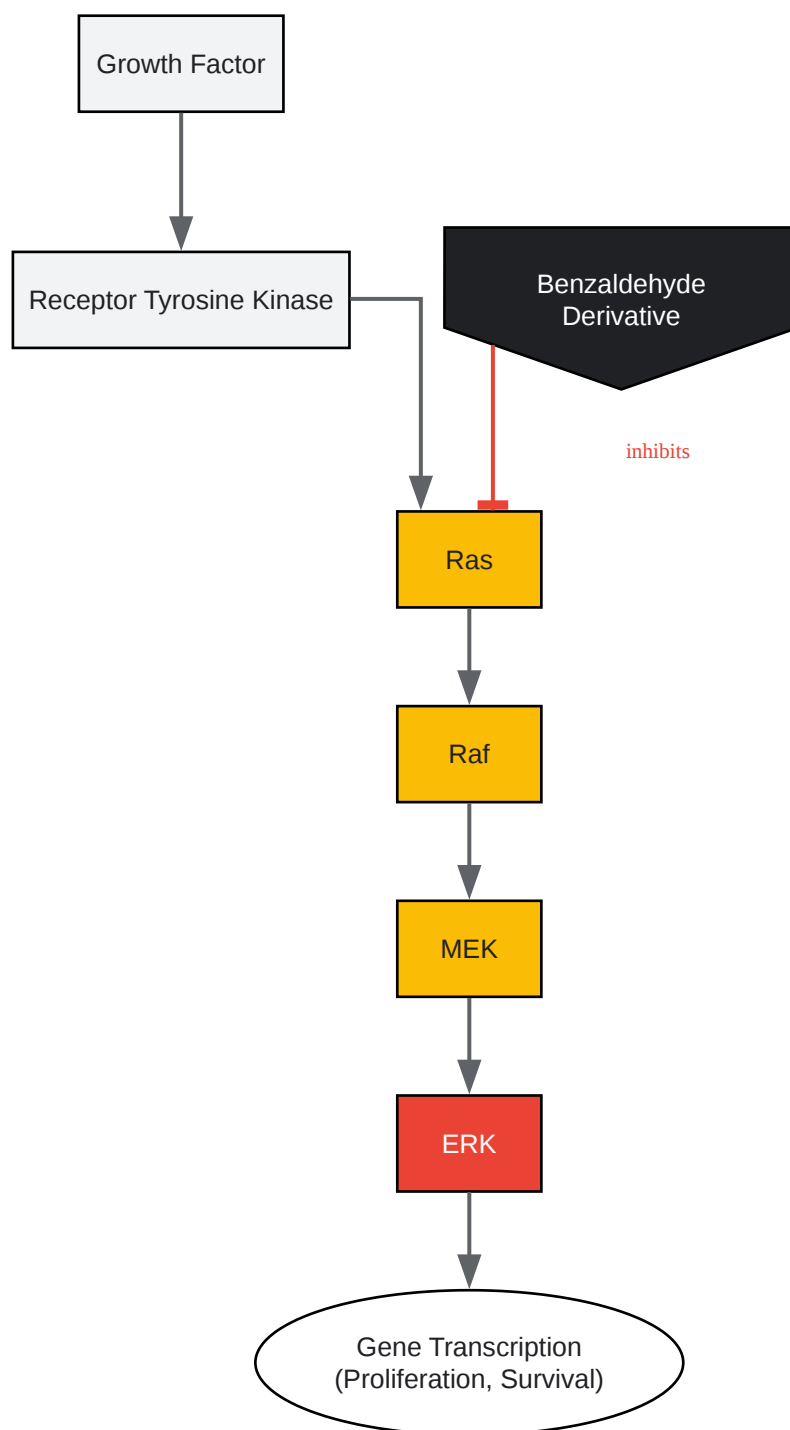 Growth Factor
Receptor Tyrosine Kinase
Benzaldehyde
Derivative
inhibits
Ras
Raf
MEK
ERK
Gene Transcription
(Proliferation, Survival)